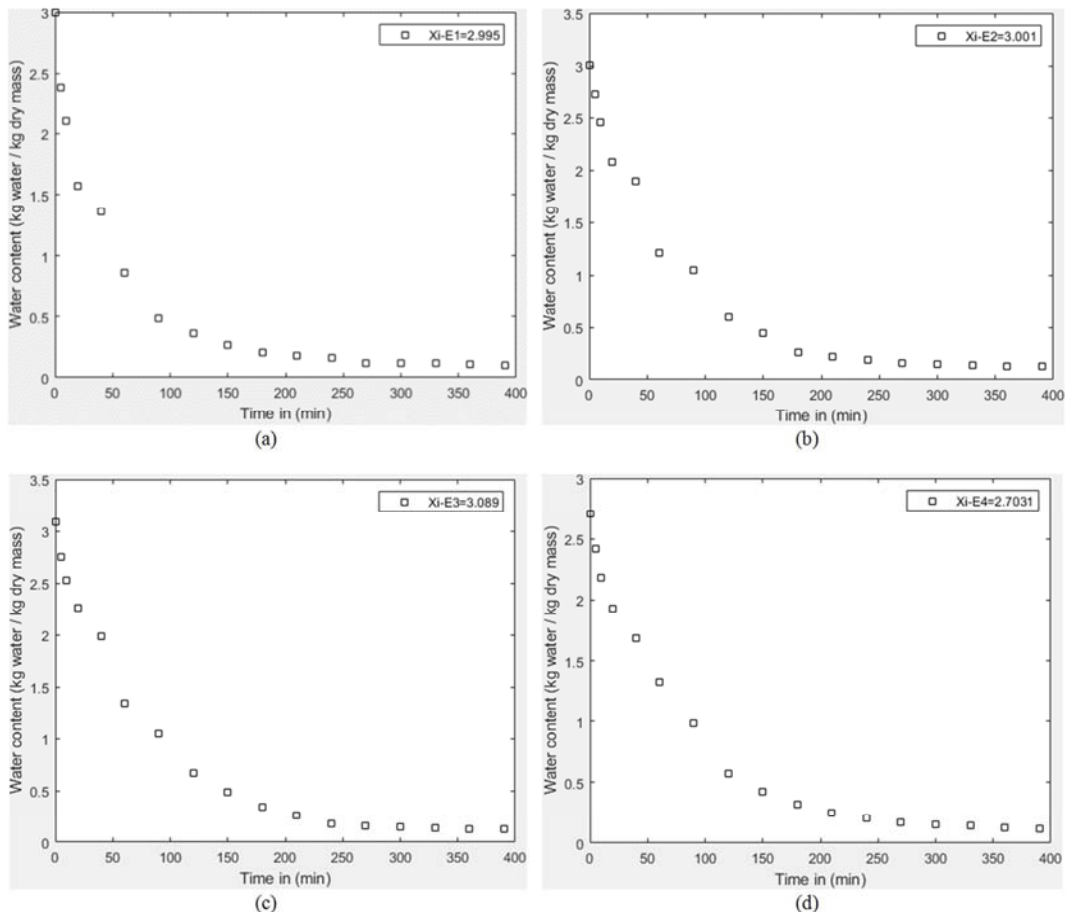 Xi-E1=2.995
Water content (kg water / kg dry mass)
3
2.5
2
1.5
1
0.5
0
0 50 100 150 200 250 300 350 400
Time in (min)
(a)
Xi-E2=3.001
Water content (kg water / kg dry mass)
3.5
3
2.5
2
1.5
1
0.5
0
0 50 100 150 200 250 300 350 400
Time in (min)
(b)
Xi-E3=3.089
Water content (kg water / kg dry mass)
3.5
3
2.5
2
1.5
1
0.5
0
0 50 100 150 200 250 300 350 400
Time in (min)
(c)
Xi-E4=2.7031
Water content (kg water / kg dry mass)
3
2.5
2
1.5
1
0.5
0
0 50 100 150 200 250 300 350 400
Time in (min)
(d)